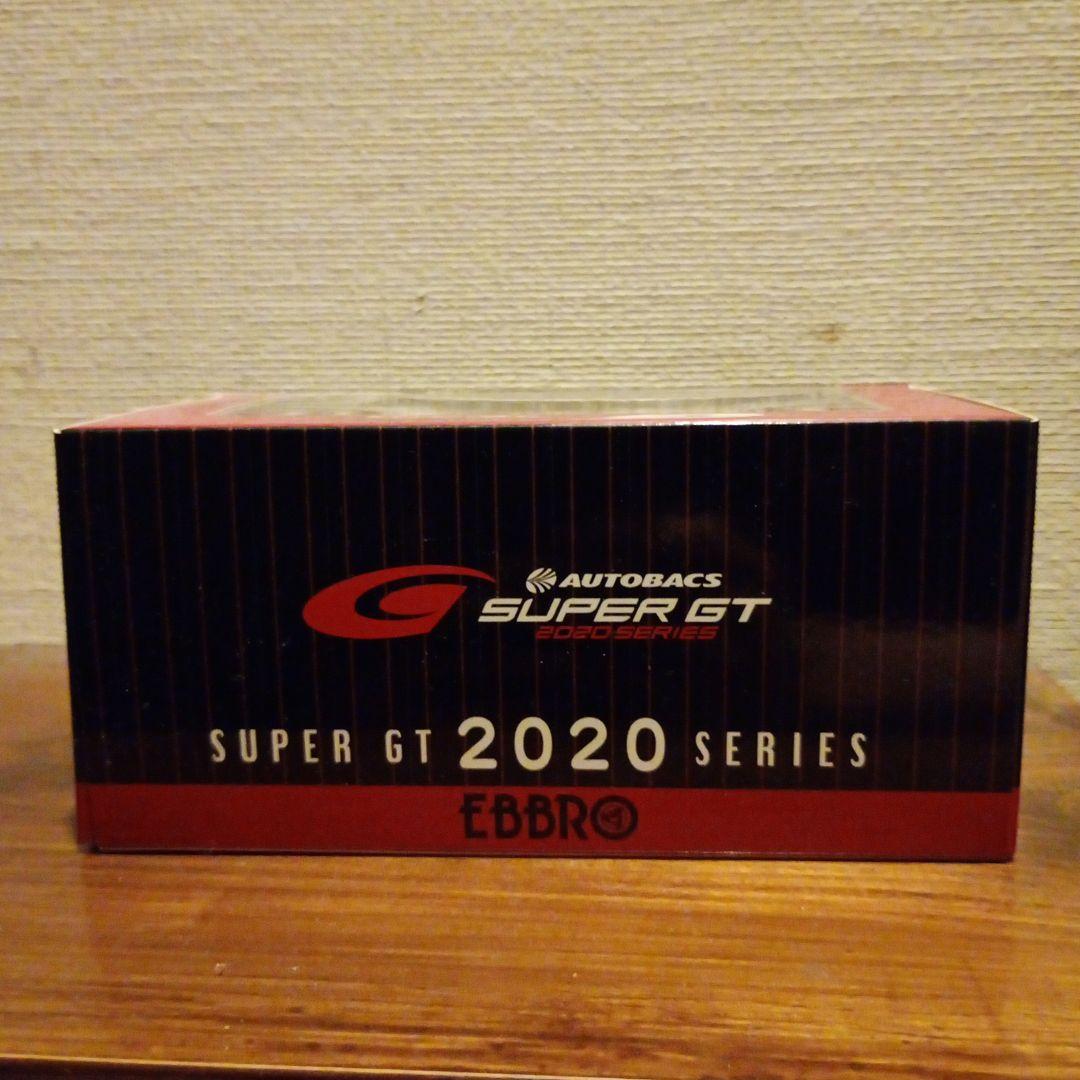 AUTOBACS
SUPER GT
2020 SERIES
SUPER GT 2020 SERIES
EBBRO